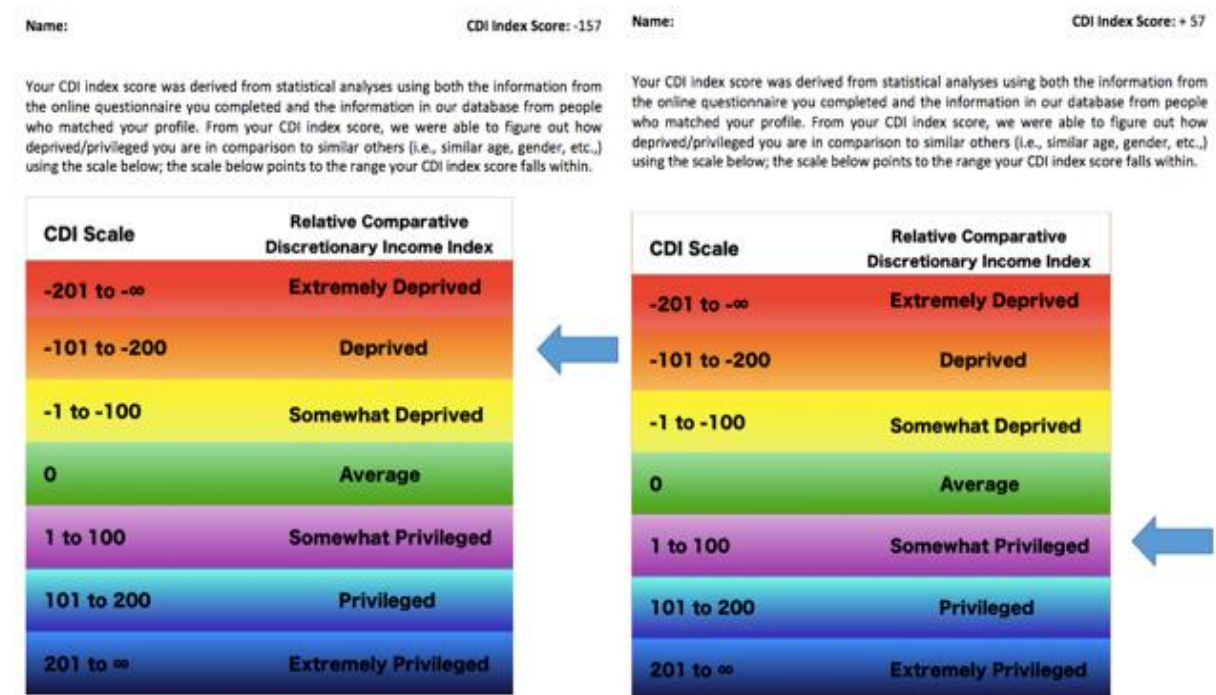 Name:
CDI Index Score: -157
Your CDI index score was derived from statistical analyses using both the information from
the online questionnaire you completed and the information in our database from people
who matched your profile. From your CDI index score, we were able to figure out how
deprived/privileged you are in comparison to similar others (i.e., similar age, gender, etc.,)
using the scale below; the scale below points to the range your CDI index score falls within.
CDI Scale
Relative Comparative
Discretionary Income Index
-201 to -∞ Extremely Deprived
-101 to -200 Deprived
-1 to -100 Somewhat Deprived
0 Average
1 to 100 Somewhat Privileged
101 to 200 Privileged
201 to ∞ Extremely Privileged
Name:
CDI Index Score: + 57
Your CDI index score was derived from statistical analyses using both the information from
the online questionnaire you completed and the information in our database from people
who matched your profile. From your CDI index score, we were able to figure out how
deprived/privileged you are in comparison to similar others (i.e., similar age, gender, etc.,)
using the scale below; the scale below points to the range your CDI index score falls within.
CDI Scale
Relative Comparative
Discretionary Income Index
-201 to -∞ Extremely Deprived
-101 to -200 Deprived
-1 to -100 Somewhat Deprived
0 Average
1 to 100 Somewhat Privileged
101 to 200 Privileged
201 to ∞ Extremely Privileged